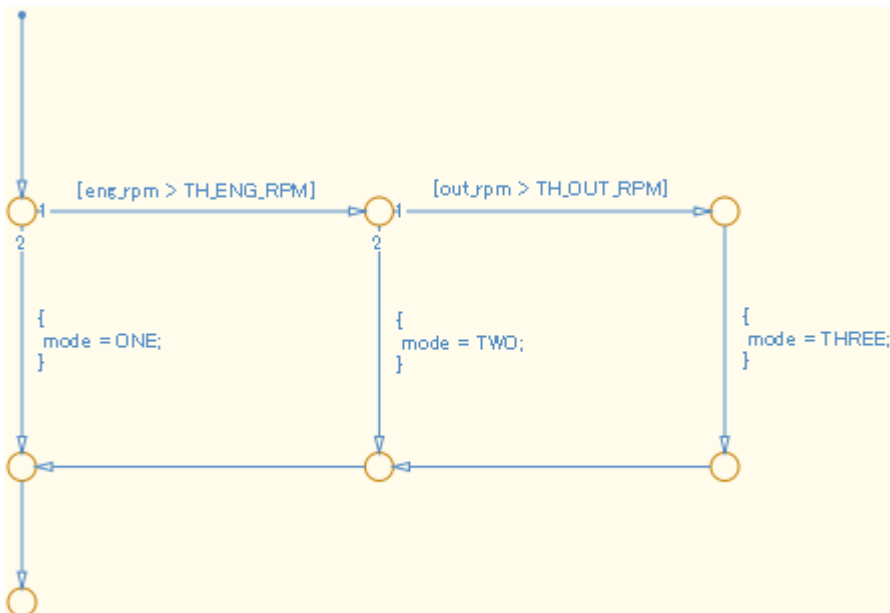 [eng_rpm > TH_ENG_RPM]
[out_rpm > TH_OUT_RPM]
1
1
2
2
{
mode = ONE;
}
{
mode = TWO;
}
{
mode = THREE;
}